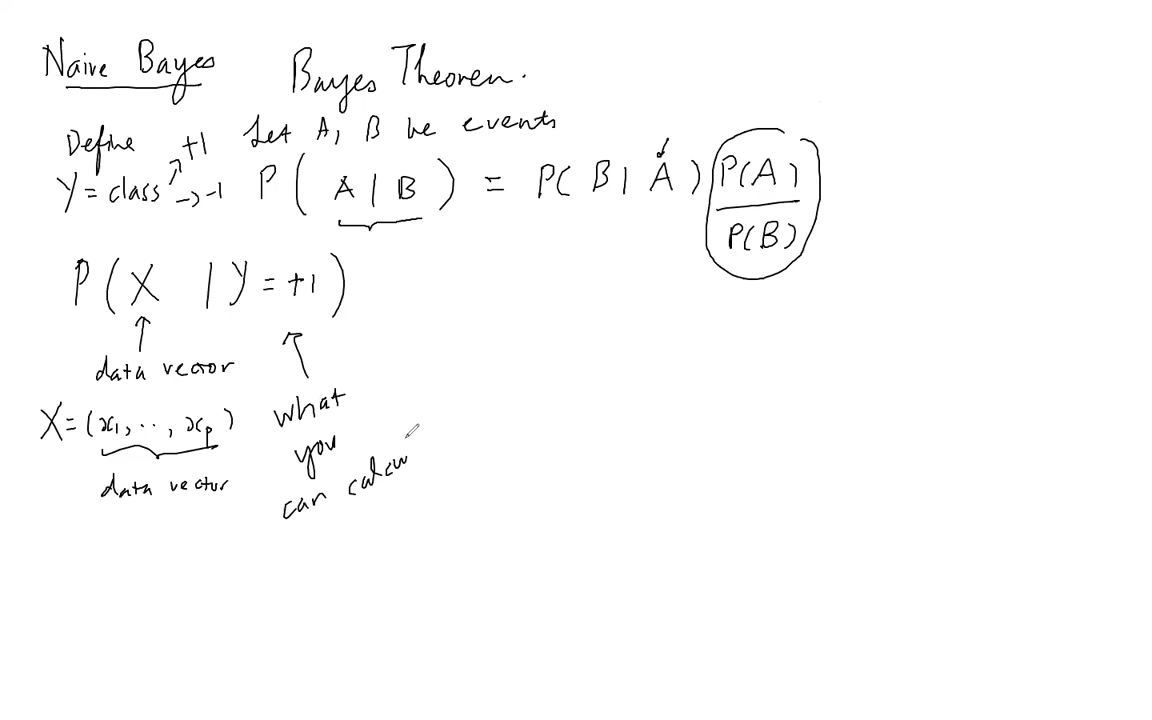 Naive Bayes
Bayes Theorem.
Define
Y = class → +1 → -1
Let A, B be events
P( A | B ) = P( B | A ) P(A) / P(B)
P( X | Y = +1 )
↑
data vector
X = (x1, .., xp)
data vector
what
you
can calcu